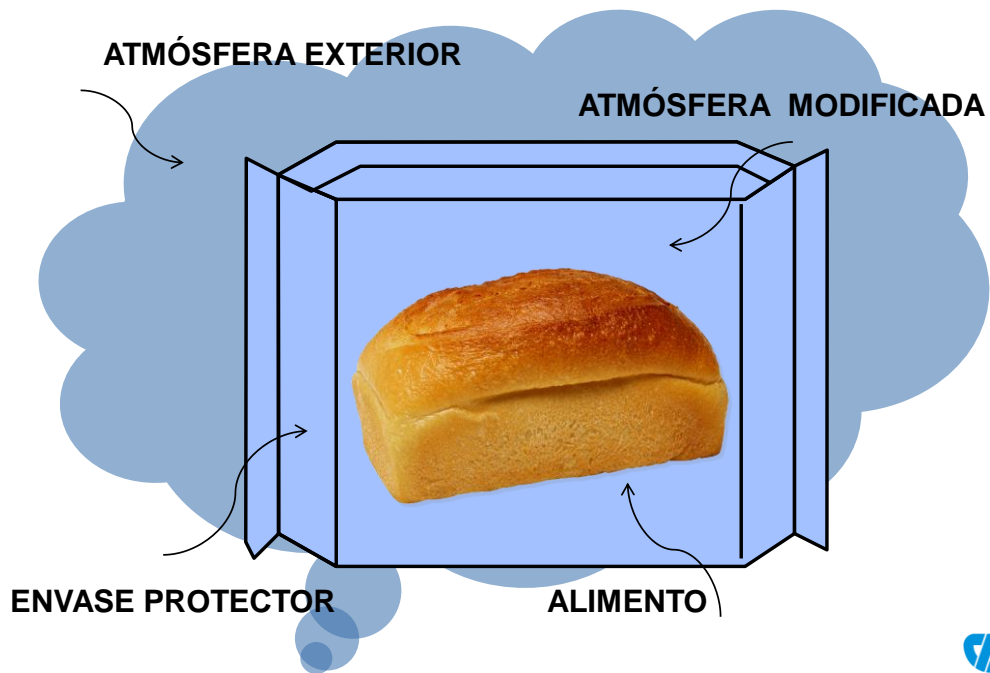 ATMÓSFERA EXTERIOR
ATMÓSFERA MODIFICADA
ENVASE PROTECTOR
ALIMENTO